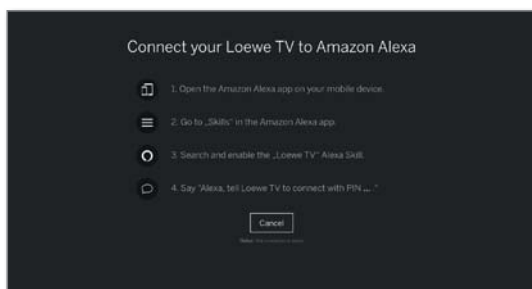 Connect your Loewe TV to Amazon Alexa
1. Open the Amazon Alexa app on your mobile device.
2. Go to „Skills" in the Amazon Alexa app.
3. Search and enable the „Loewe TV" Alexa Skill.
4. Say "Alexa, tell Loewe TV to connect with PIN .... ."
Cancel